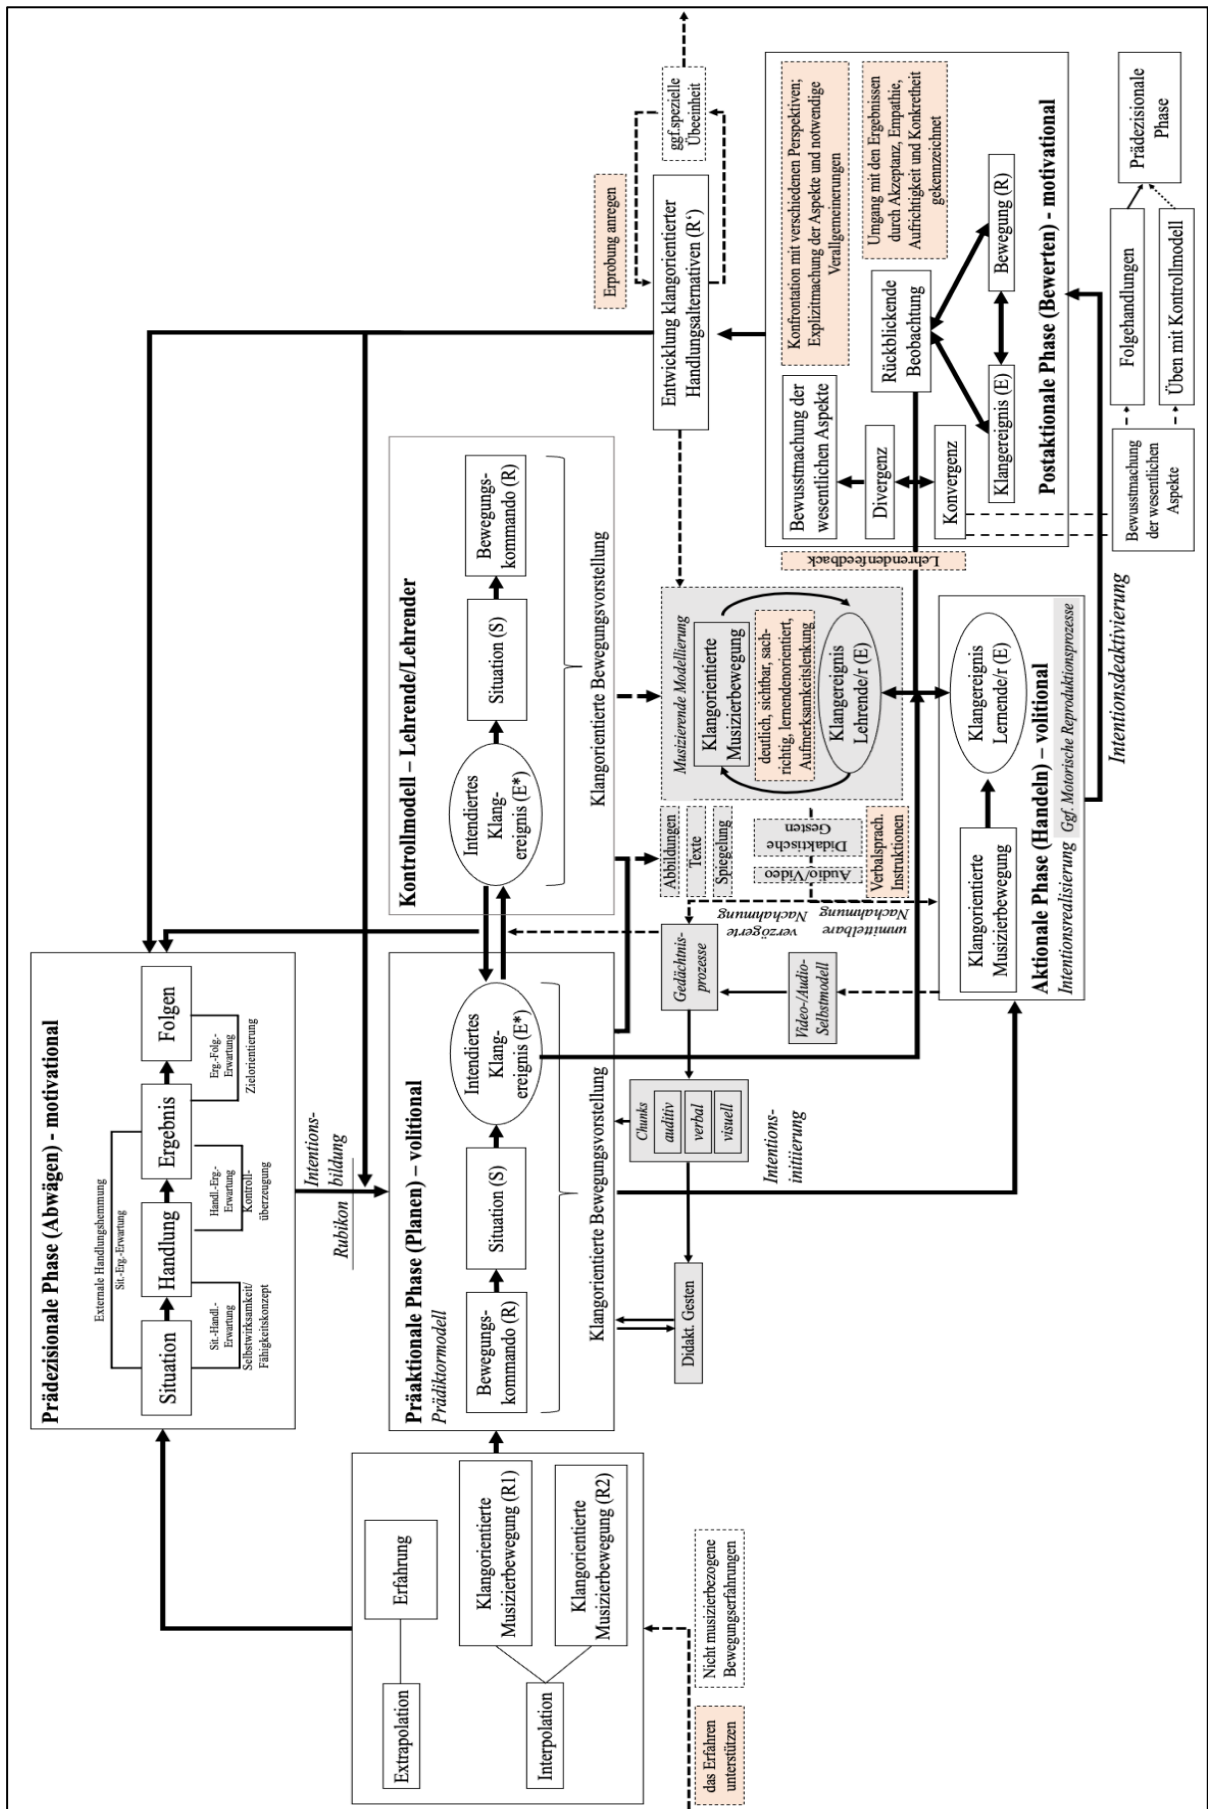 Prädezisionale Phase (Abwägen) - motivational
Externale Handlungshemmung
Sit.-Erg.-Erwartung
Situation
Handlung
Ergebnis
Folgen
Sit.-Handl.-
Erwartung
Selbstwirksamkeit/
Fähigkeitskonzept
Handl.-Erg.-
Erwartung
Kontroll-
überzeugung
Erg.-Folg.-
Erwartung
Zielorientierung
Rubikon
Intentions-
bildung
Extrapolation
Erfahrung
Interpolation
Klangorientierte
Musizierbewegung (R1)
Klangorientierte
Musizierbewegung (R2)
das Erfahren
unterstützen
Nicht musizierbezogene
Bewegungserfahrungen
Präaktionale Phase (Planen) – volitional
Prädiktormodell
Bewegungs-
kommando (R)
Situation (S)
Intendiertes
Klang-
ereignis (E*)
Klangorientierte Bewegungsvorstellung
Kontrollmodell – Lehrende/Lehrender
Intendiertes
Klang-
ereignis (E*)
Situation (S)
Bewegungs-
kommando (R)
Klangorientierte Bewegungsvorstellung
Didakt. Gesten
Chunks
auditiv
verbal
visuell
Intentions-
initiierung
Gedächtnis-
prozesse
Video-/Audio-
Selbstmodell
verzögerte
Nachahmung
unmittelbare
Nachahmung
Abbildungen
Texte
Spiegelung
Didaktische
Gesten
Audio/Video
Verbalsprach.
Instruktionen
Musizierende Modellierung
Klangorientierte
Musizierbewegung
deutlich, sichtbar, sach-
richtig, lernendenorientiert,
Aufmerksamkeitslenkung
Klangereignis
Lehrende/r (E)
Aktionale Phase (Handeln) – volitional
Intentionsrealisierung
Ggf. Motorische Reproduktionsprozesse
Klangorientierte
Musizierbewegung
Klangereignis
Lernende/r (E)
Intentionsdeaktivierung
Entwicklung klangorientierter
Handlungsalternativen (R‘)
Erprobung anregen
ggf.spezielle
Übeeinheit
Lehrendenfeedback
Konfrontation mit verschiedenen Perspektiven;
Explizitmachung der Aspekte und notwendige
Verallgemeinerungen
Umgang mit den Ergebnissen
durch Akzeptanz, Empathie,
Aufrichtigkeit und Konkretheit
gekennzeichnet
Bewusstmachung der
wesentlichen Aspekte
Divergenz
Konvergenz
Rückblickende
Beobachtung
Klangereignis (E)
Bewegung (R)
Postaktionale Phase (Bewerten) - motivational
Bewusstmachung
der wesentlichen
Aspekte
Folgehandlungen
Üben mit Kontrollmodell
Prädezisionale
Phase